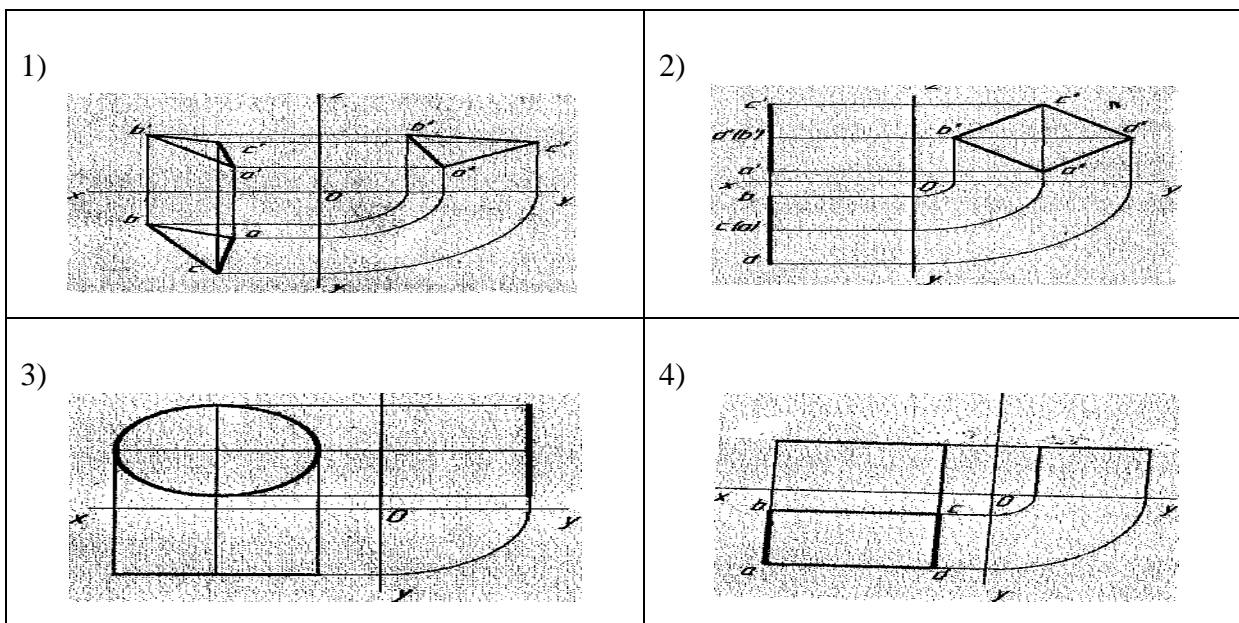 1)
z
b' b"
c' c"
a' a"
x O y
b
a
c
y
2)
z
c' c"
d'(b') b" d"
a' a"
x O y
b
c(a)
d
y
3)
x O y
y
4)
x O y
b c
a d
y